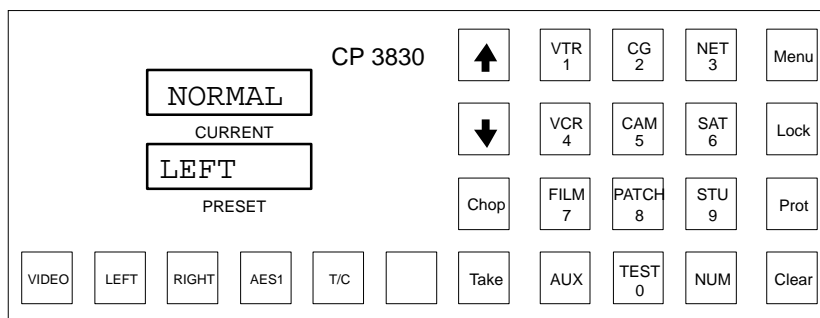 CP 3830
NORMAL
CURRENT
LEFT
PRESET
VTR
1
CG
2
NET
3
Menu
VCR
4
CAM
5
SAT
6
Lock
Chop
FILM
7
PATCH
8
STU
9
Prot
VIDEO
LEFT
RIGHT
AES1
T/C
Take
AUX
TEST
0
NUM
Clear